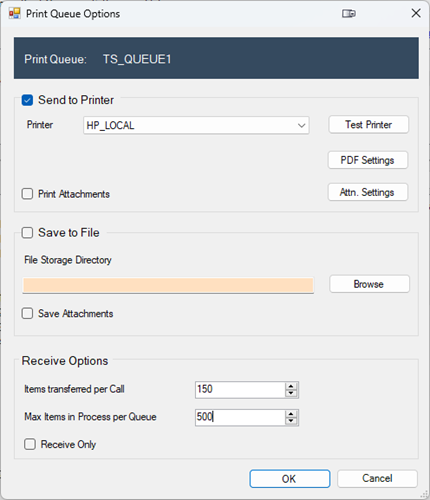 Print Queue Options
Print Queue: TS_QUEUE1
Send to Printer
Printer HP_LOCAL Test Printer
PDF Settings
Print Attachments Attn. Settings
Save to File
File Storage Directory
Browse
Save Attachments
Receive Options
Items transferred per Call 150
Max Items in Process per Queue 500
Receive Only
OK Cancel